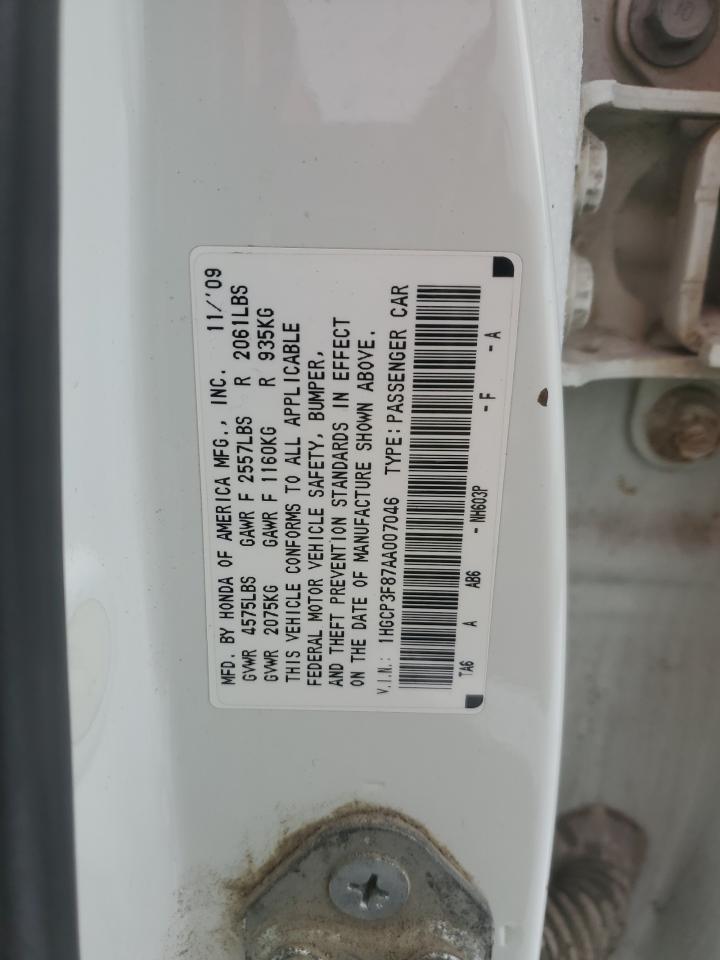 MFD. BY HONDA OF AMERICA MFG., INC. 11/'09
GVWR 4575LBS GAWR F 2557LBS R 2061LBS
GVWR 2075KG GAWR F 1160KG R 935KG
THIS VEHICLE CONFORMS TO ALL APPLICABLE
FEDERAL MOTOR VEHICLE SAFETY, BUMPER,
AND THEFT PREVENTION STANDARDS IN EFFECT
ON THE DATE OF MANUFACTURE SHOWN ABOVE.
V.I.N.: 1HGCP3F87AA007046 TYPE: PASSENGER CAR
TA6 A AB6 - NH603P - F - A